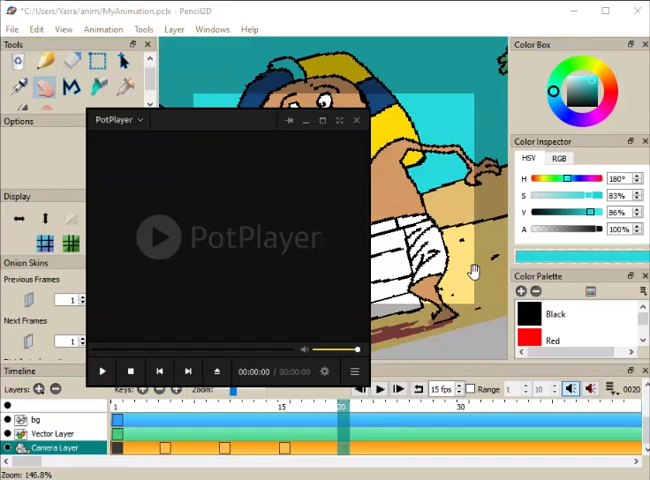 *C:/Users/Yarra/anim/MyAnimation.pclx - Pencil2D
File Edit View Animation Tools Layer Windows Help
Tools
Color Box
PotPlayer
Options
Color Inspector
HSV RGB
H 180°
S 83%
V 86%
A 100%
Display
PotPlayer
Onion Skins
Previous Frames
1
Next Frames
1
Color Palette
Black
Red
00:00:00 / 00:00:00
Timeline
Layers: Keys: Zoom: 15 fps Range 1 10 0020
1 15 20 30
bg
Vector Layer
Camera Layer
Zoom: 146.8%